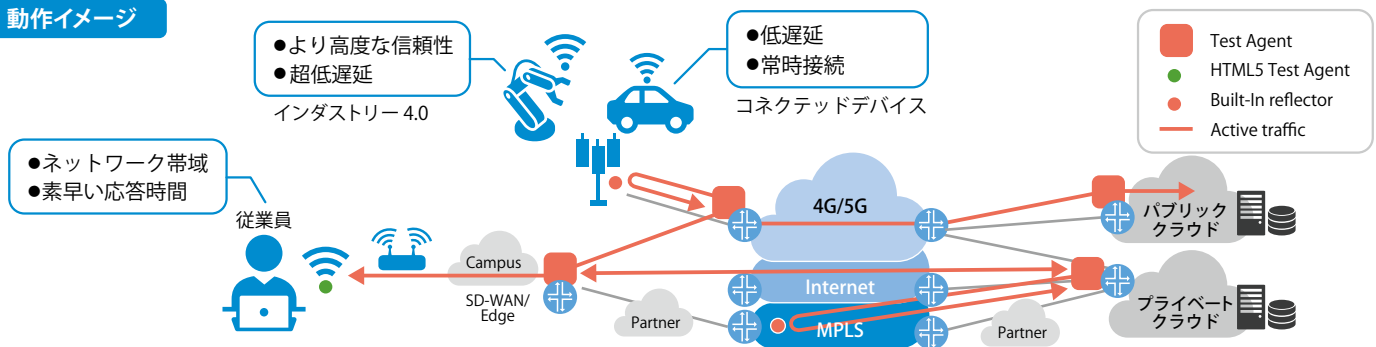 動作イメージ
●より高度な信頼性
●超低遅延
インダストリー 4.0
●低遅延
●常時接続
コネクテッドデバイス
Test Agent
HTML5 Test Agent
Built-In reflector
Active traffic
●ネットワーク帯域
●素早い応答時間
従業員
4G/5G
パブリック
クラウド
Campus
SD-WAN/
Edge
Internet
Partner
MPLS
Partner
プライベート
クラウド